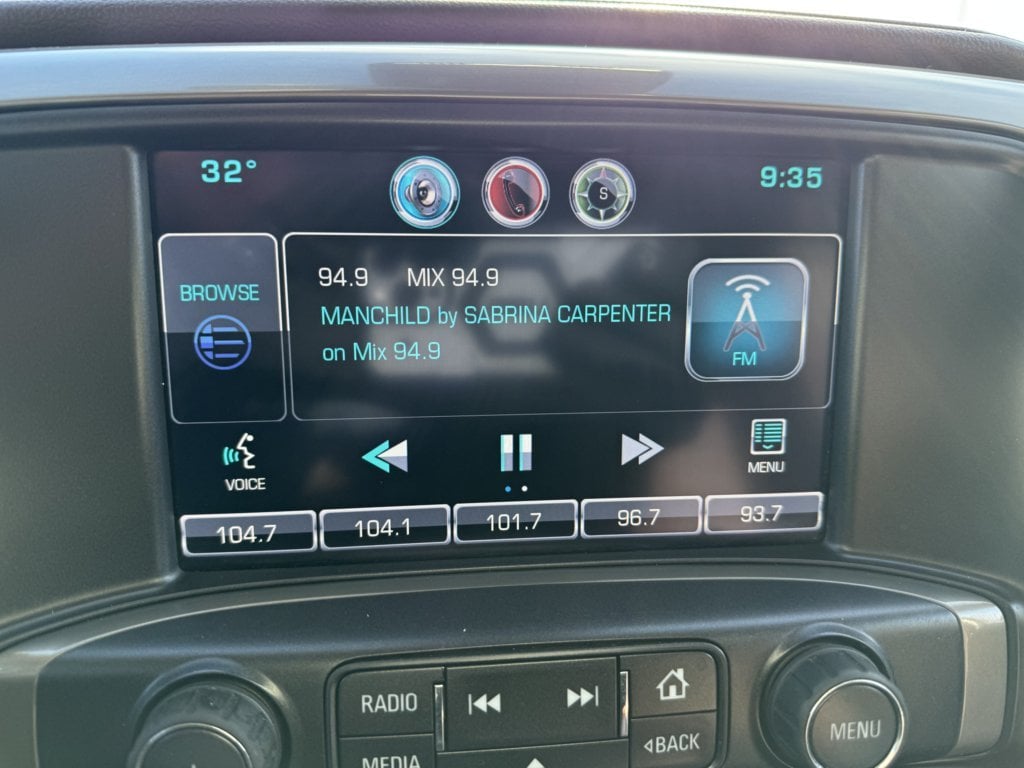 32°
S
9:35
BROWSE
94.9 MIX 94.9
MANCHILD by SABRINA CARPENTER
on Mix 94.9
FM
VOICE
MENU
104.7
104.1
101.7
96.7
93.7
RADIO
MEDIA
BACK
MENU